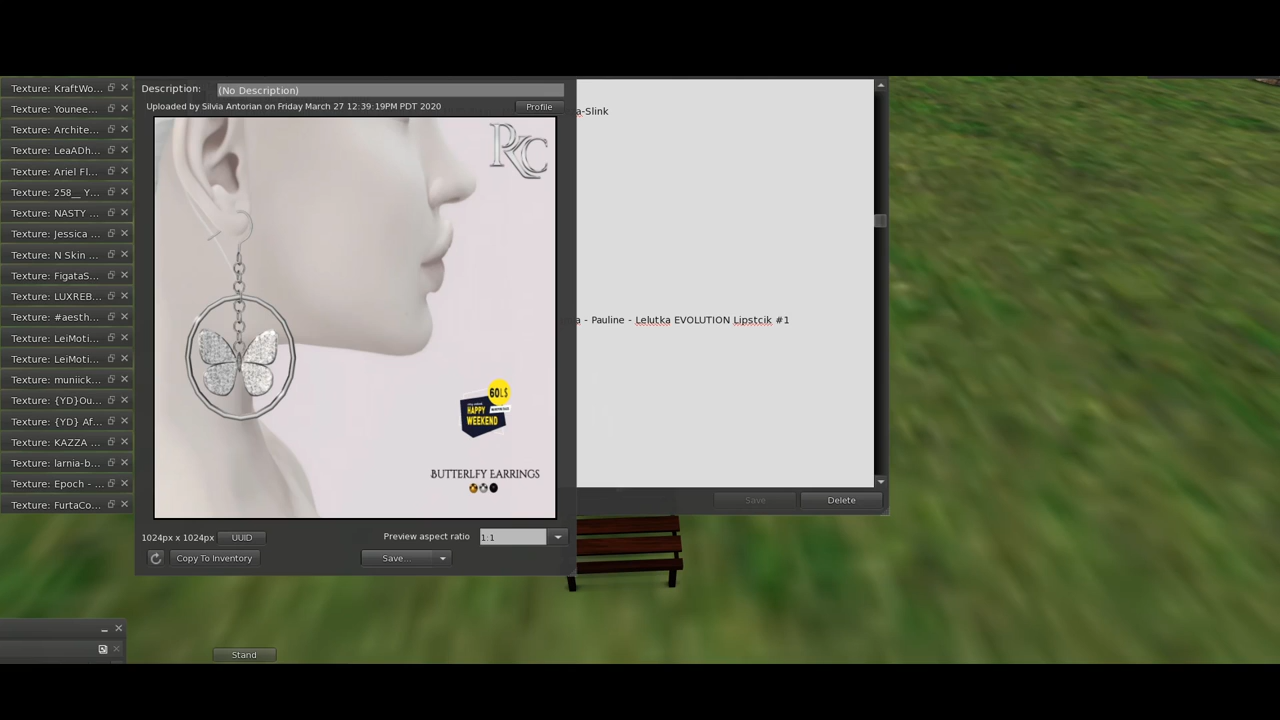 Texture: KraftWo...
Texture: Younee...
Texture: Archite...
Texture: LeaADh...
Texture: Ariel Fl...
Texture: 258__ Y...
Texture: NASTY ...
Texture: Jessica ...
Texture: N Skin ...
Texture: FigataS...
Texture: LUXREB...
Texture: #aesth...
Texture: LeiMoti...
Texture: LeiMoti...
Texture: muniick...
Texture: {YD}Ou...
Texture: {YD} Af...
Texture: KAZZA ...
Texture: larnia-b...
Texture: Epoch - ...
Texture: FurtaCo...
Description: (No Description)
Uploaded by Silvia Antorian on Friday March 27 12:39:19PM PDT 2020
Profile
RC
60L$
HAPPY
WEEKEND
BUTTERLFY EARRINGS
1024px x 1024px UUID
Preview aspect ratio 1:1
Copy To Inventory
Save...
a-Slink
a - Pauline - Lelutka EVOLUTION Lipstcik #1
Save
Delete
Stand